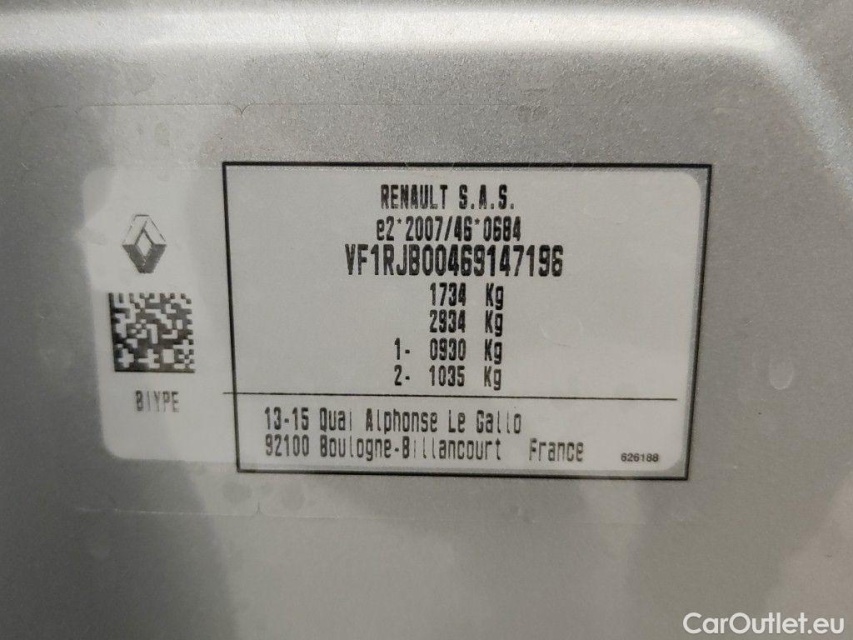 RENAULT S.A.S.
e2*2007/46*0684
VF1RJB00469147196
1734 Kg
2934 Kg
1- 0930 Kg
2- 1035 Kg
BIYPE
13-15 Quai Alphonse Le Gallo
92100 Boulogne-Billancourt France
626188
CarOutlet.eu